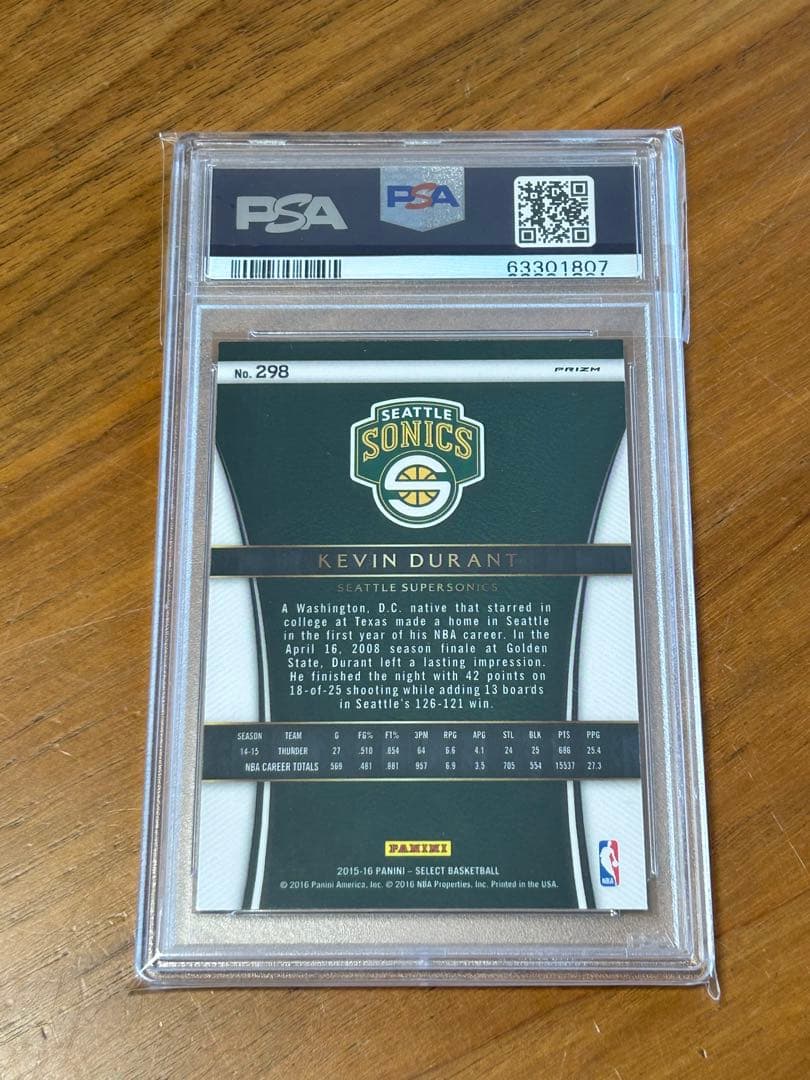 PSA
PSA
63301807
No. 298
PRIZM
SEATTLE
SONICS
S
KEVIN DURANT
SEATTLE SUPERSONICS
A Washington, D.C. native that starred in
college at Texas made a home in Seattle
in the first year of his NBA career. In the
April 16, 2008 season finale at Golden
State, Durant left a lasting impression.
He finished the night with 42 points on
18-of-25 shooting while adding 13 boards
in Seattle's 126-121 win.
SEASON TEAM G FG% FT% 3PM RPG APG STL BLK PTS PPG
14-15 THUNDER 27 .510 .854 64 6.6 4.1 24 25 686 25.4
NBA CAREER TOTALS 569 .481 .881 957 6.9 3.5 705 554 15537 27.3
PANINI
2015-16 PANINI – SELECT BASKETBALL
© 2016 Panini America, Inc. © 2016 NBA Properties, Inc. Printed in the USA.
NBA